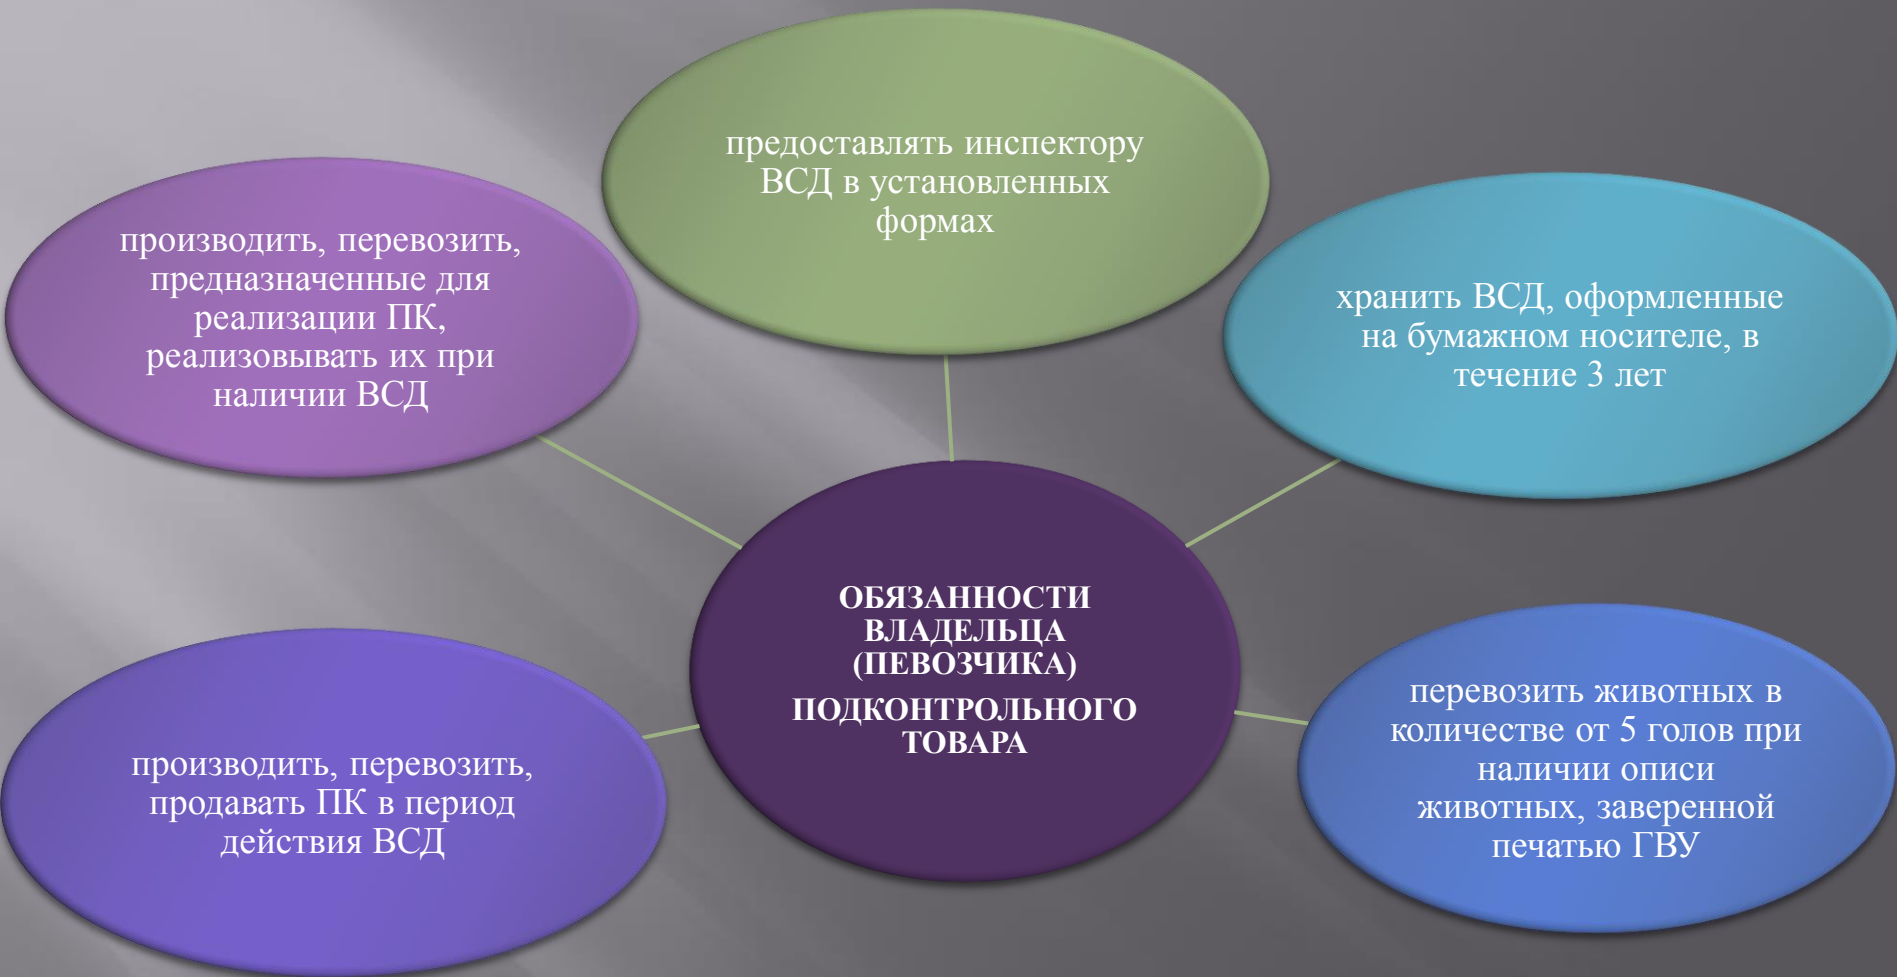 предоставлять инспектору
ВСД в установленных
формах
производить, перевозить,
предназначенные для
реализации ПК,
реализовывать их при
наличии ВСД
хранить ВСД, оформленные
на бумажном носителе, в
течение 3 лет
ОБЯЗАННОСТИ
ВЛАДЕЛЬЦА
(ПЕВОЗЧИКА)
ПОДКОНТРОЛЬНОГО
ТОВАРА
производить, перевозить,
продавать ПК в период
действия ВСД
перевозить животных в
количестве от 5 голов при
наличии описи
животных, заверенной
печатью ГВУ